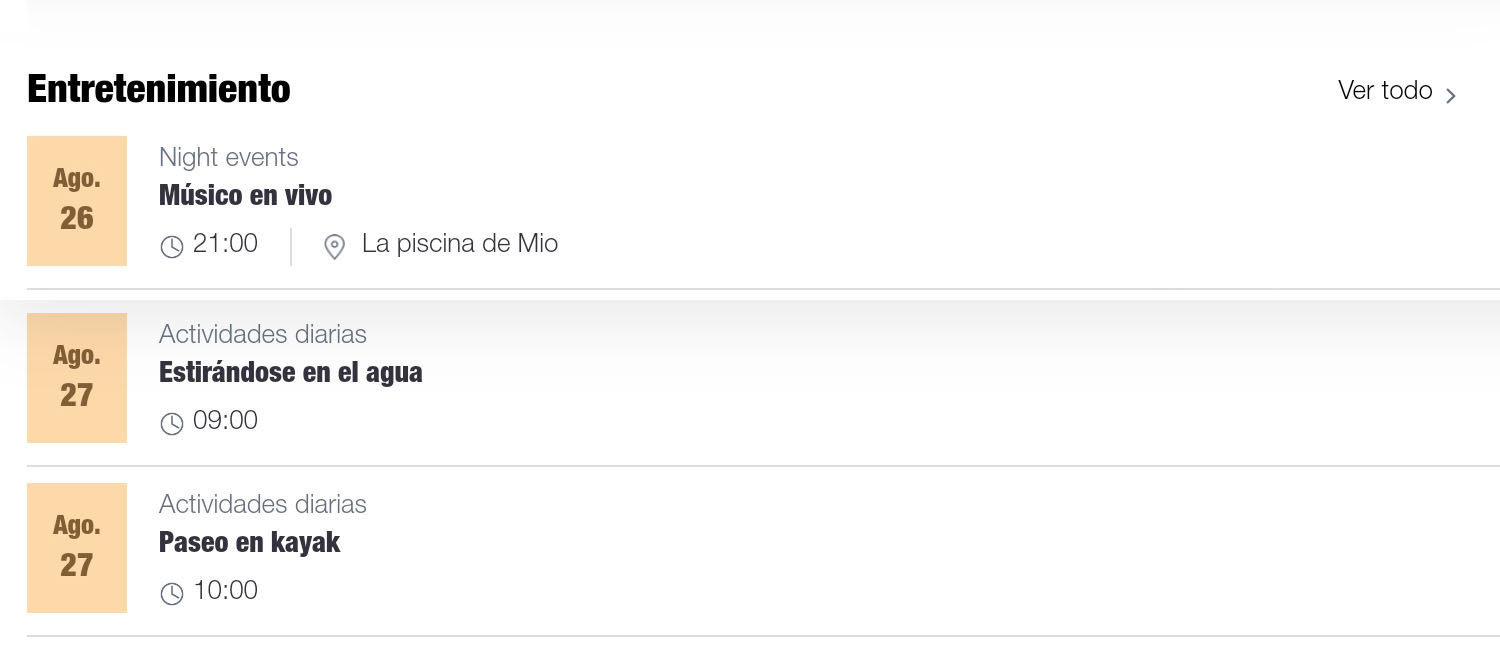 Entretenimiento
Ver todo
Ago.
26
Night events
Músico en vivo
21:00
La piscina de Mio
Ago.
27
Actividades diarias
Estirándose en el agua
09:00
Ago.
27
Actividades diarias
Paseo en kayak
10:00